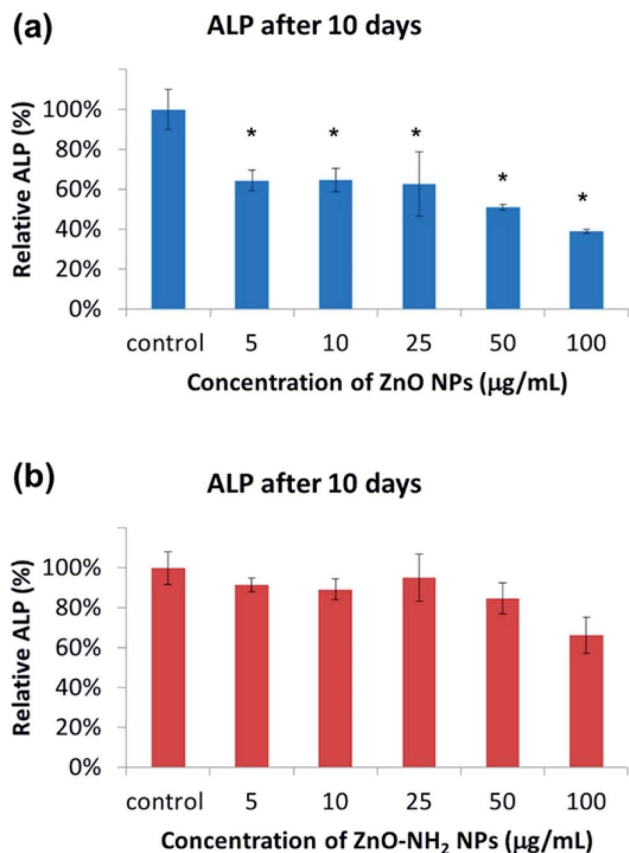 (a)
ALP after 10 days
Relative ALP (%)
100%
80%
60%
40%
20%
0%
* * * * *
control 5 10 25 50 100
Concentration of ZnO NPs (μg/mL)
(b)
ALP after 10 days
Relative ALP (%)
100%
80%
60%
40%
20%
0%
control 5 10 25 50 100
Concentration of ZnO-NH₂ NPs (μg/mL)